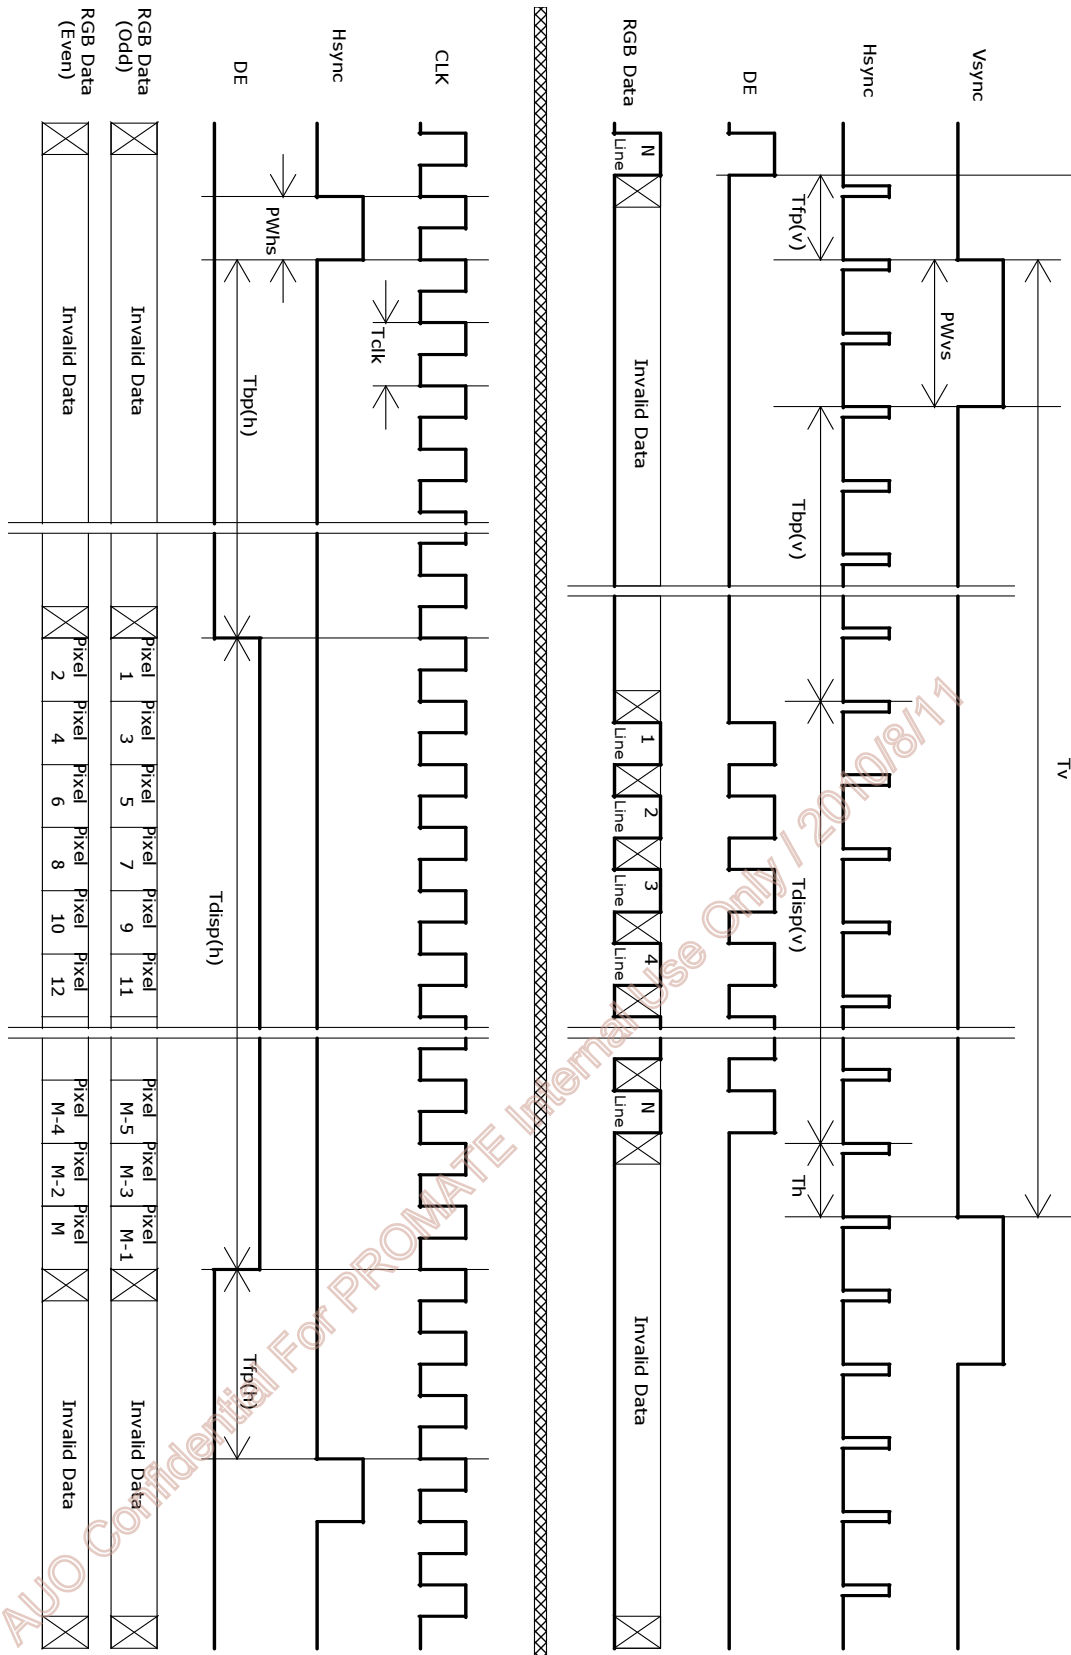 Tv
Vsync
PWvs
Hsync
Tfp(v)
Tbp(v)
Tdisp(v)
Th
DE
RGB Data
N
Line
Invalid Data
1
Line
2
Line
3
Line
4
Line
N
Line
Invalid Data
CLK
Tclk
Hsync
PWhs
DE
Tbp(h)
Tdisp(h)
Tfp(h)
RGB Data
(Odd)
Invalid Data
Pixel
1
Pixel
3
Pixel
5
Pixel
7
Pixel
9
Pixel
11
Pixel
M-5
Pixel
M-3
Pixel
M-1
Invalid Data
RGB Data
(Even)
Invalid Data
Pixel
2
Pixel
4
Pixel
6
Pixel
8
Pixel
10
Pixel
12
Pixel
M-4
Pixel
M-2
Pixel
M
Invalid Data
AUO Confidential For PROMATE Internal Use Only / 2010/8/11